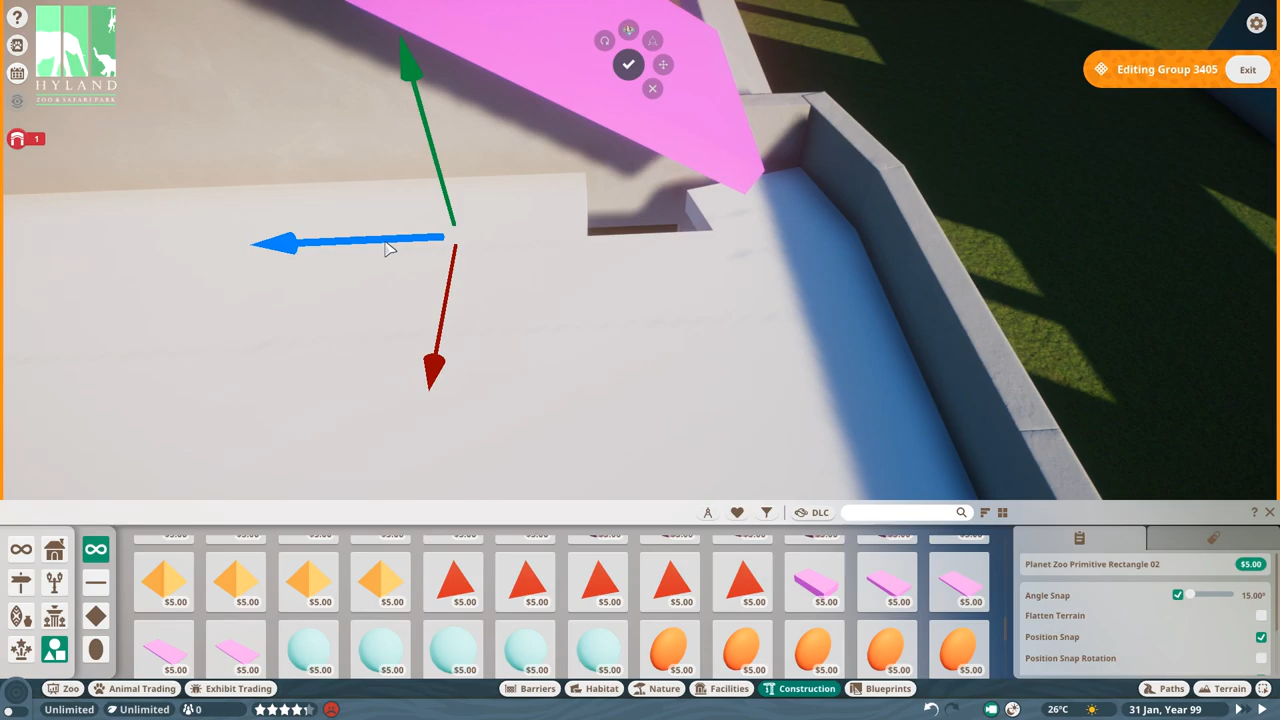 HYLAND
ZOO & SAFARI PARK
1
Editing Group 3405
Exit
DLC
?
?
$5.00 $5.00 $5.00 $5.00 $5.00 $5.00 $5.00 $5.00 $5.00 $5.00 $5.00 $5.00
$5.00 $5.00 $5.00 $5.00 $5.00 $5.00 $5.00 $5.00 $5.00 $5.00 $5.00 $5.00
Planet Zoo Primitive Rectangle 02
$5.00
Angle Snap
15.00°
Flatten Terrain
Position Snap
Position Snap Rotation
Zoo
Animal Trading
Exhibit Trading
Barriers
Habitat
Nature
Facilities
Construction
Blueprints
Paths
Terrain
Unlimited
Unlimited
0
26°C
31 Jan, Year 99